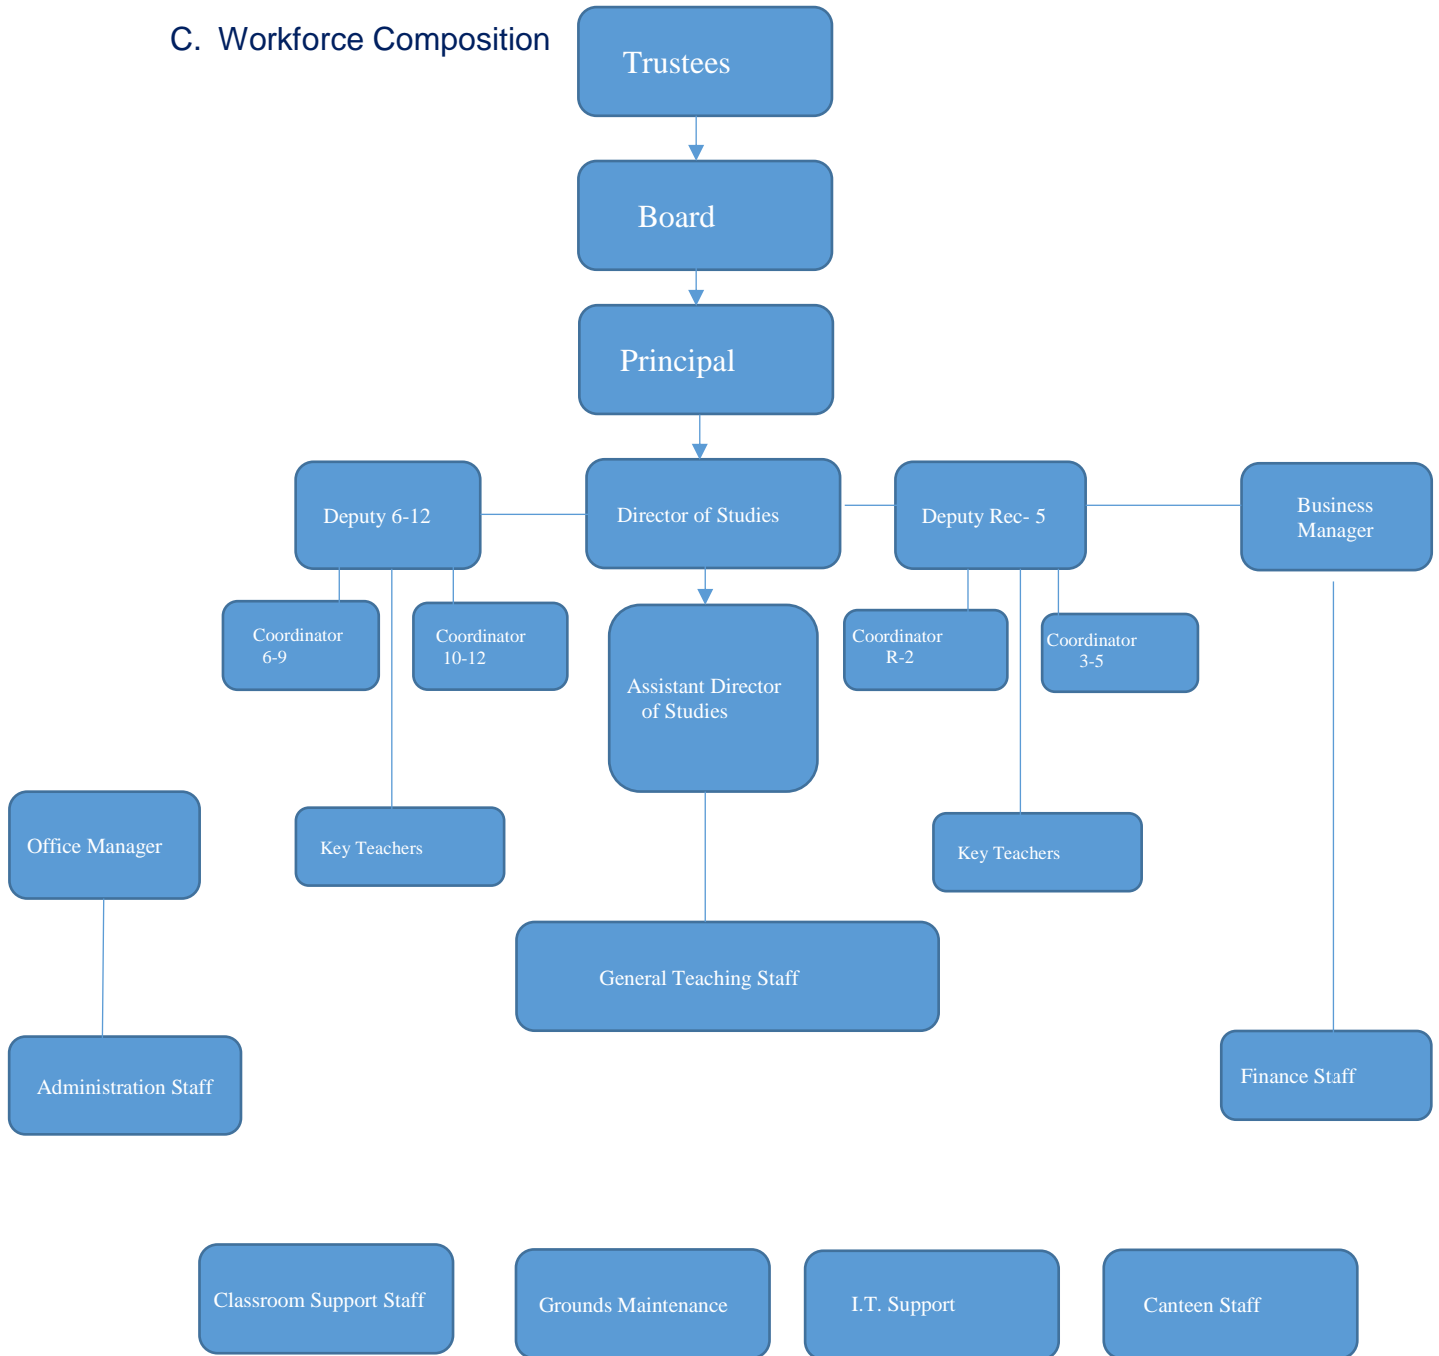 C. Workforce Composition
Trustees
Board
Principal
Deputy 6-12
Director of Studies
Deputy Rec- 5
Business
Manager
Coordinator
6-9
Coordinator
10-12
Assistant Director
of Studies
Coordinator
R-2
Coordinator
3-5
Office Manager
Key Teachers
Key Teachers
General Teaching Staff
Administration Staff
Finance Staff
Classroom Support Staff
Grounds Maintenance
I.T. Support
Canteen Staff